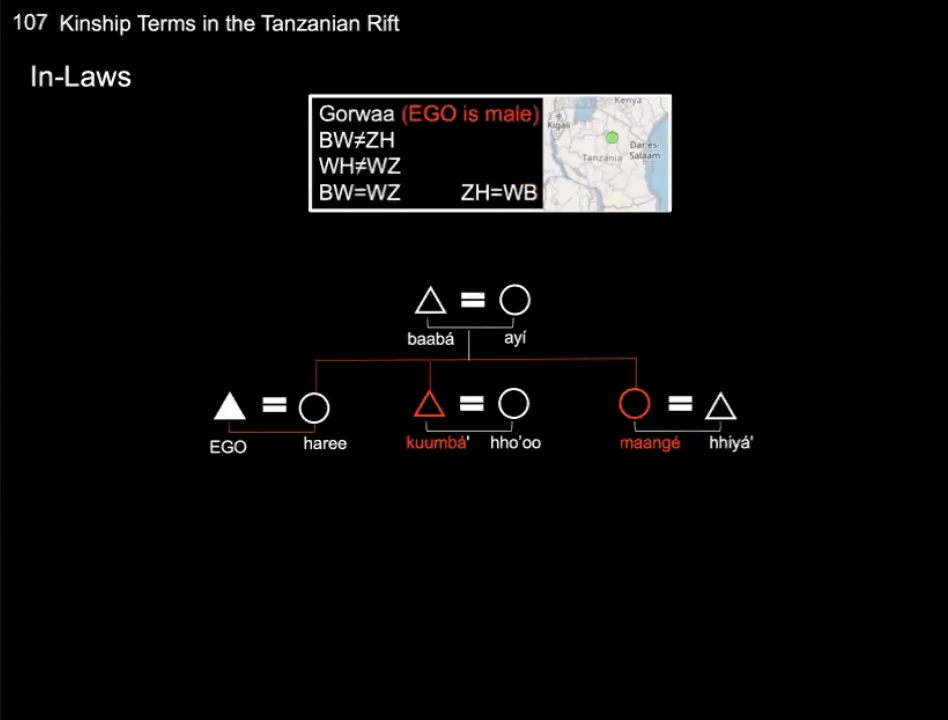 107 Kinship Terms in the Tanzanian Rift
In-Laws
Gorwaa (EGO is male)
BW≠ZH
WH≠WZ
BW=WZ ZH=WB
Kenya
Kigali
Dar es
Salaam
Tanzania
baabá ayí
EGO haree kuumbá' hho'oo maangé hhiyá'